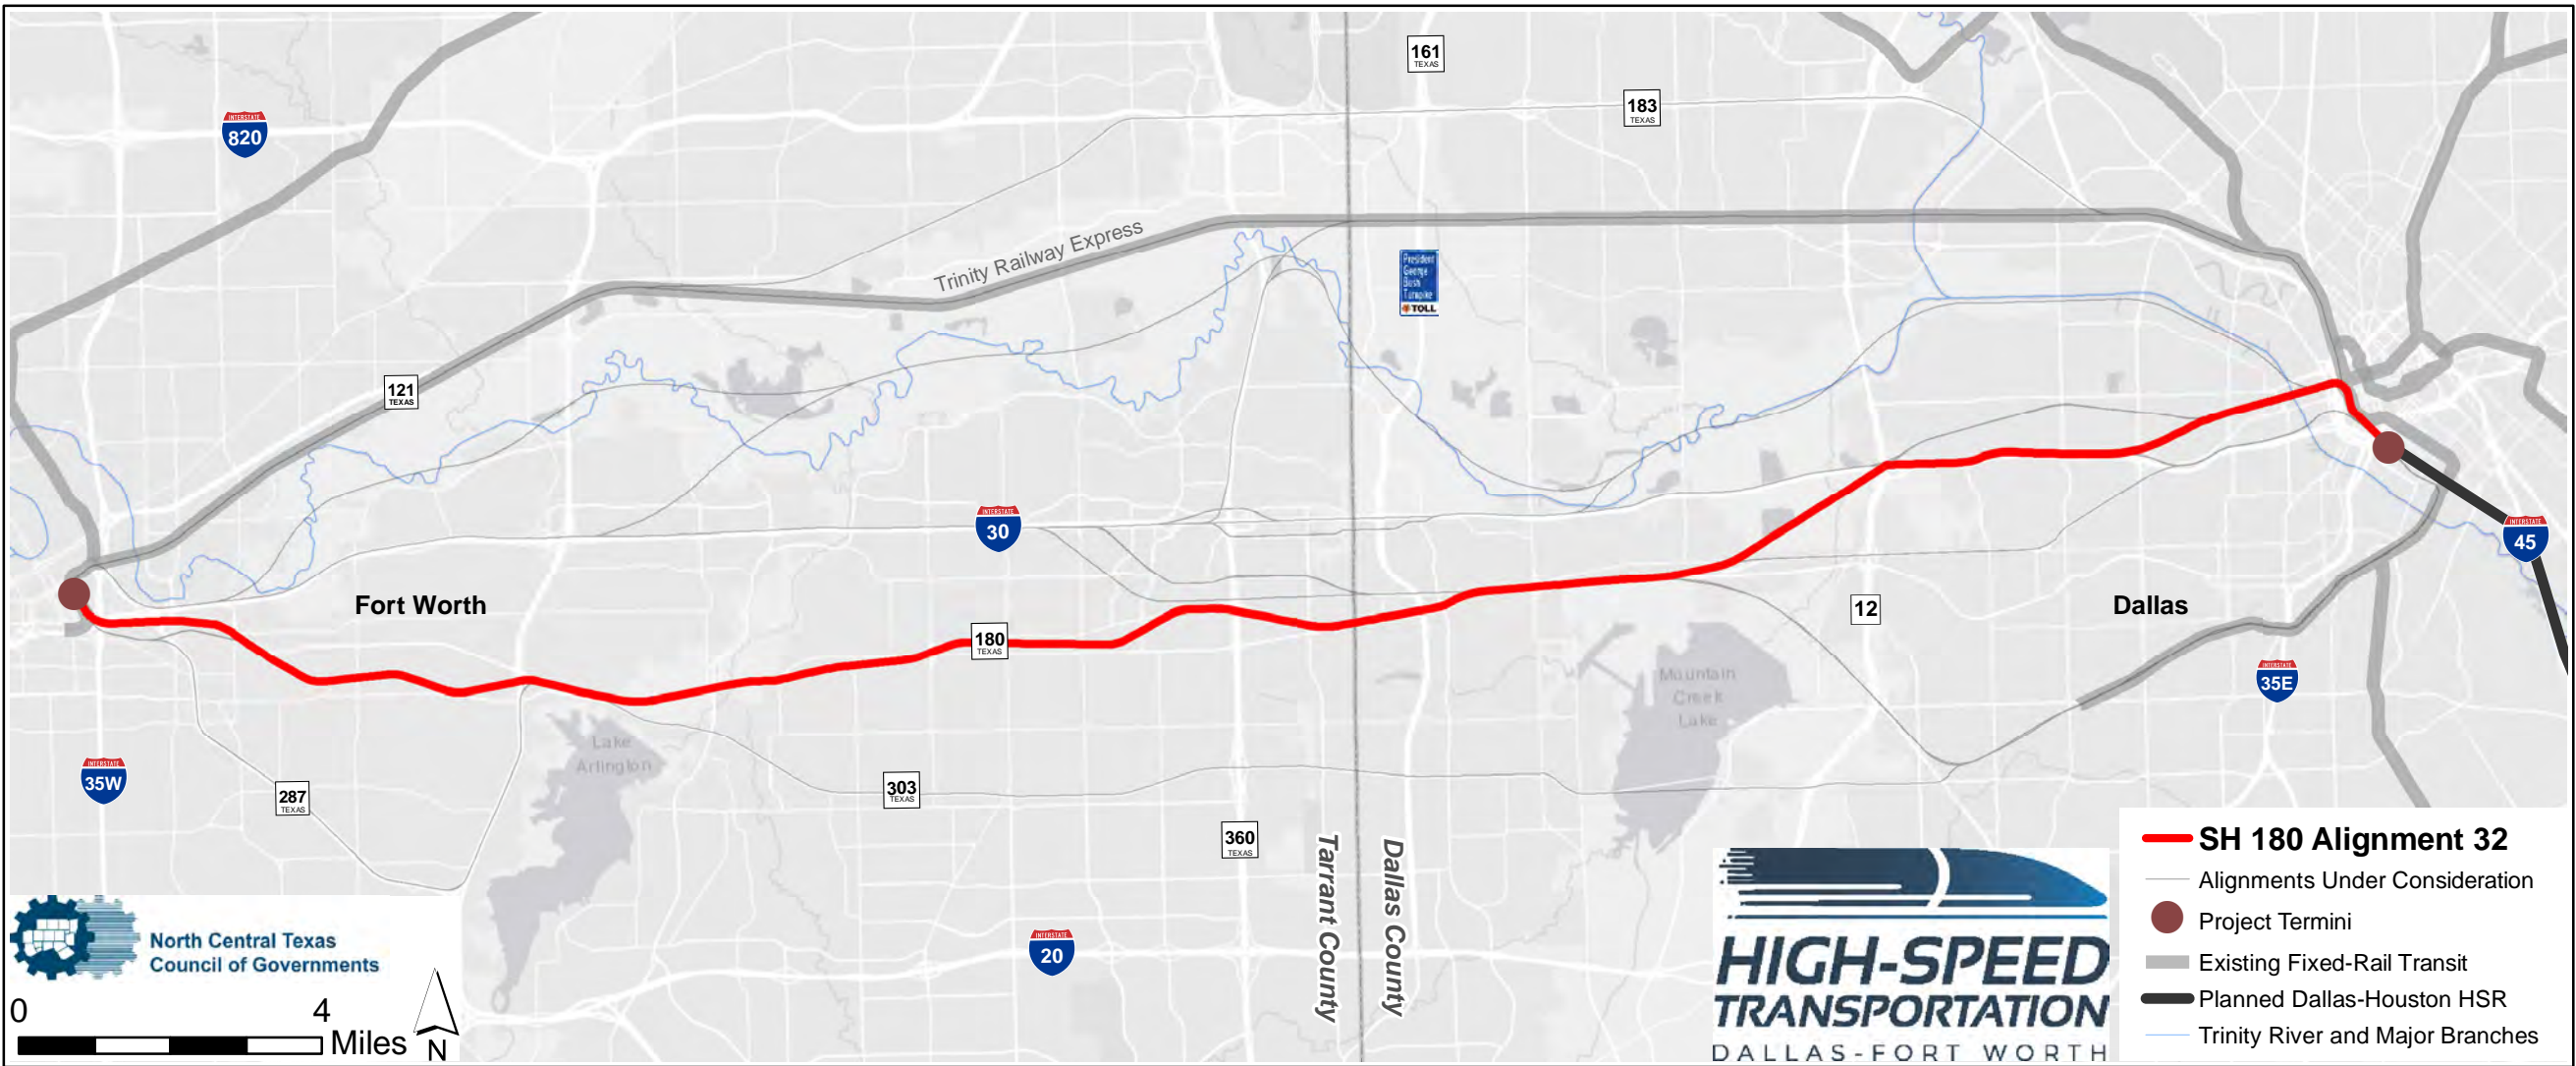 161
TEXAS
183
TEXAS
INTERSTATE
820
Trinity Railway Express
President
George
Bush
Turnpike
TOLL
121
TEXAS
INTERSTATE
30
INTERSTATE
45
Fort Worth
180
TEXAS
12
Dallas
Mountain
Creek
Lake
INTERSTATE
35E
Lake
Arlington
INTERSTATE
35W
287
TEXAS
303
TEXAS
360
TEXAS
Tarrant County
Dallas County
INTERSTATE
20
North Central Texas
Council of Governments
0 4
Miles
N
HIGH-SPEED
TRANSPORTATION
DALLAS-FORT WORTH
SH 180 Alignment 32
Alignments Under Consideration
Project Termini
Existing Fixed-Rail Transit
Planned Dallas-Houston HSR
Trinity River and Major Branches